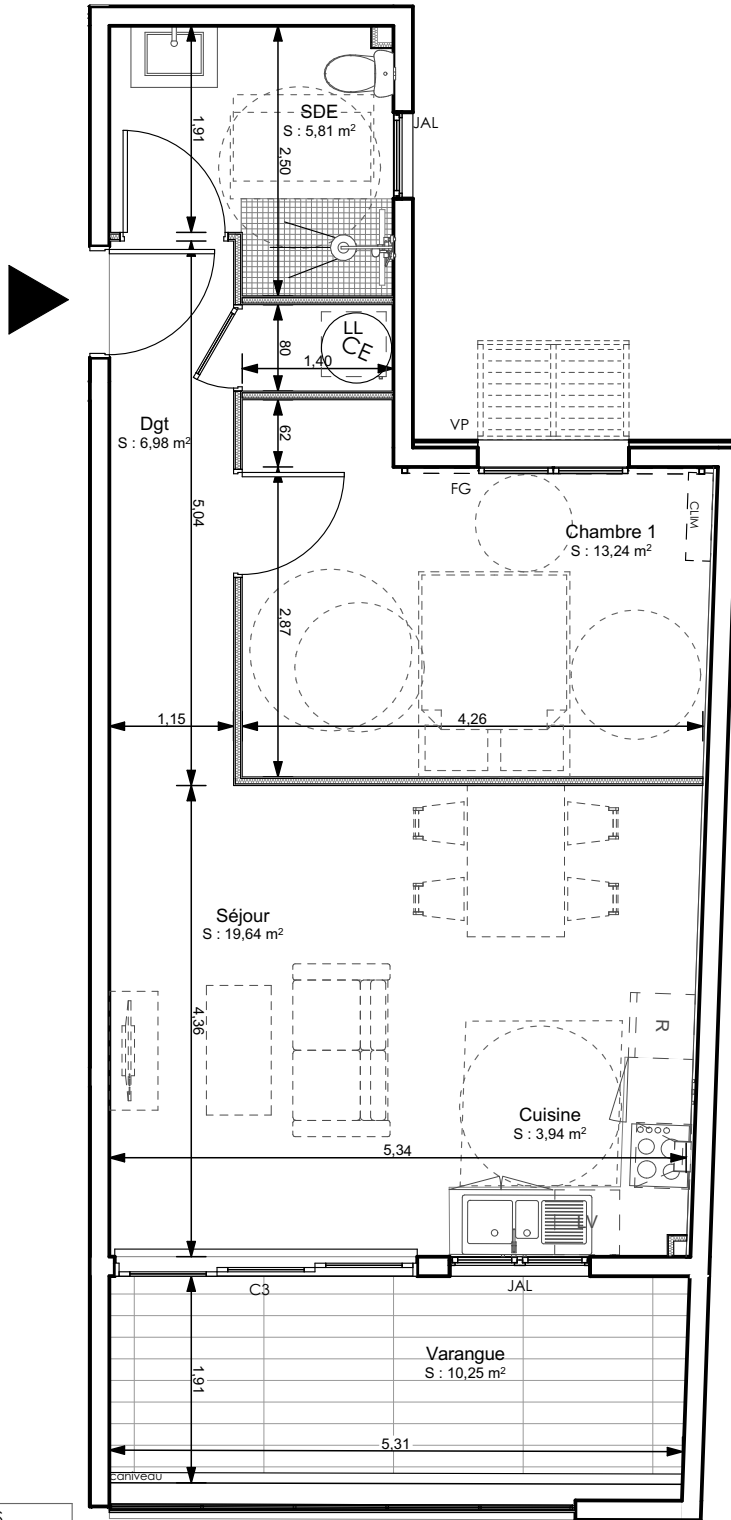 SDE
S : 5,81 m²
JAL
1,91
2,50
LL
CE
80
1,40
62
Dgt
S : 6,98 m²
VP
FG
CLIM
Chambre 1
S : 13,24 m²
5,04
2,87
1,15
4,26
Séjour
S : 19,64 m²
4,36
R
Cuisine
S : 3,94 m²
5,34
LV
C3
JAL
Varangue
S : 10,25 m²
1,91
5,31
caniveau
S